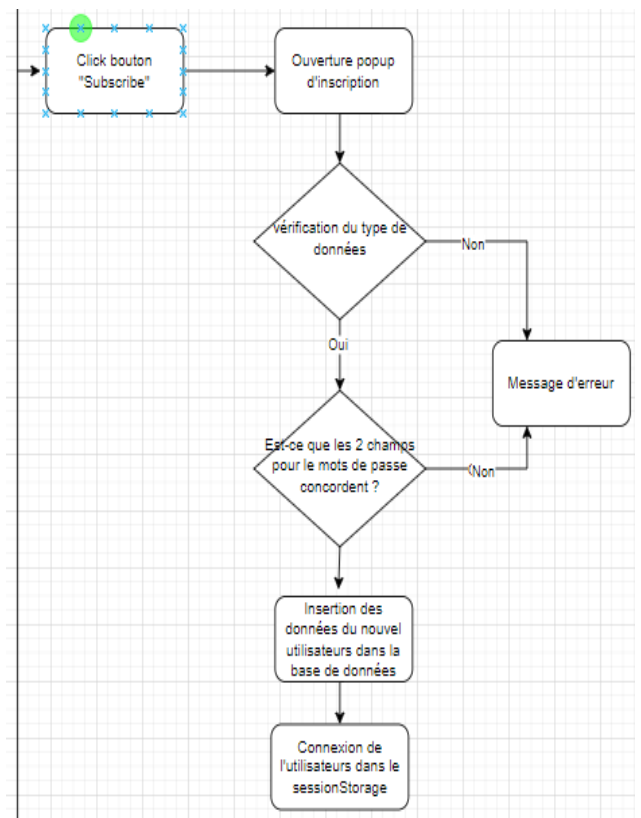 Click bouton
"Subscribe"
Ouverture popup
d'inscription
vérification du type de
données
Non
Oui
Message d'erreur
Est-ce que les 2 champs
pour le mots de passe
concordent ?
Non
Insertion des
données du nouvel
utilisateurs dans la
base de données
Connexion de
l'utilisateurs dans le
sessionStorage